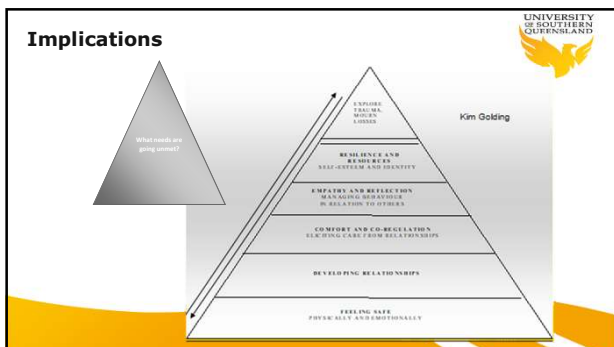 Implications
UNIVERSITY
OF SOUTHERN
QUEENSLAND
What needs are
going unmet?
Kim Golding
EXPLORE
TRAUMA,
MOURN
LOSSES
RESILIENCE AND
RESOURCES
SELF-ESTEEM AND IDENTITY
EMPATHY AND REFLECTION
MANAGING BEHAVIOUR
IN RELATION TO OTHERS
COMFORT AND CO-REGULATION
ELICITING CARE FROM RELATIONSHIPS
DEVELOPING RELATIONSHIPS
FEELING SAFE
PHYSICALLY AND EMOTIONALLY